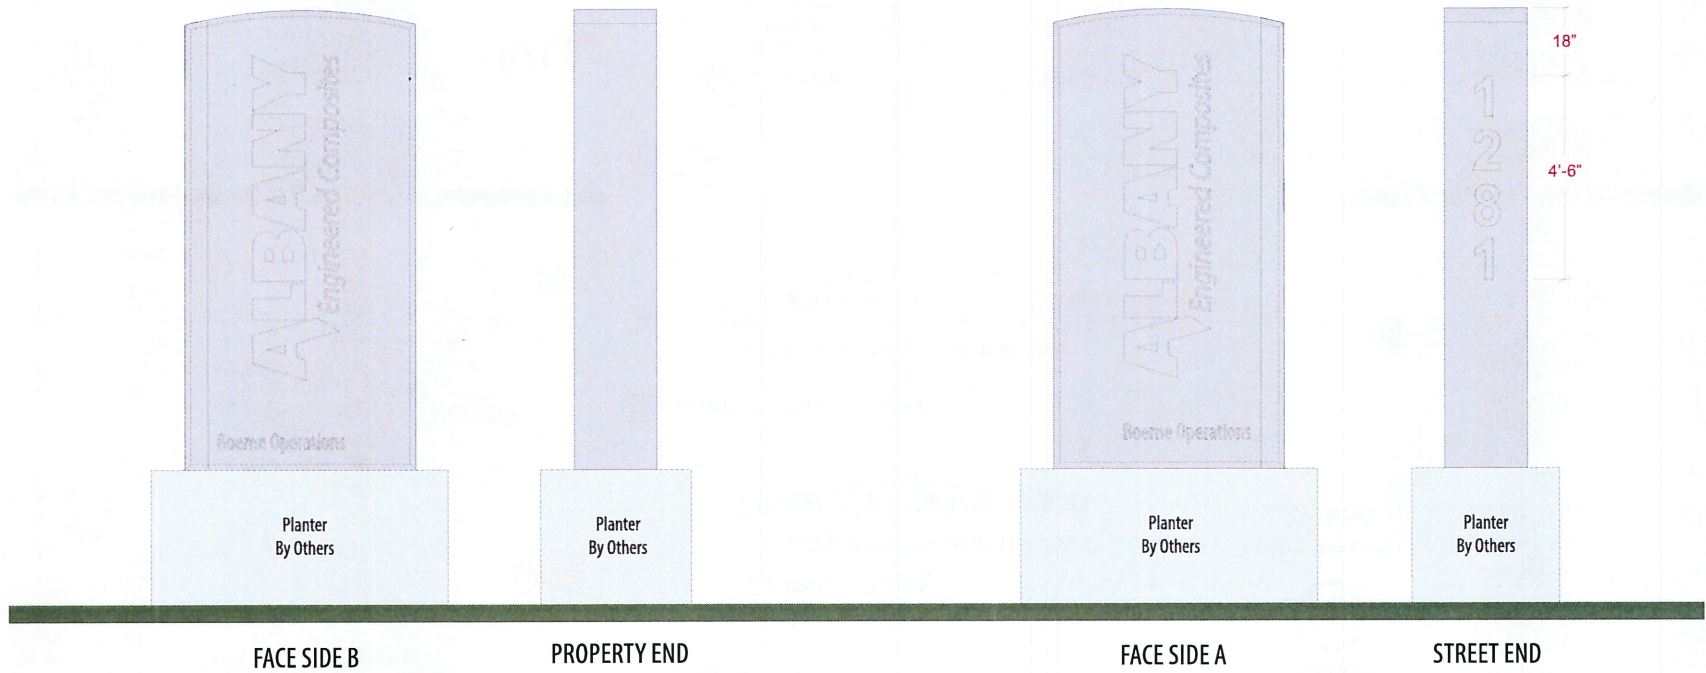 ALBANY
Engineered Composites
Boerne Operations
Planter
By Others
FACE SIDE B
Planter
By Others
PROPERTY END
ALBANY
Engineered Composites
Boerne Operations
Planter
By Others
FACE SIDE A
18"
1
2
8
1
4'-6"
Planter
By Others
STREET END